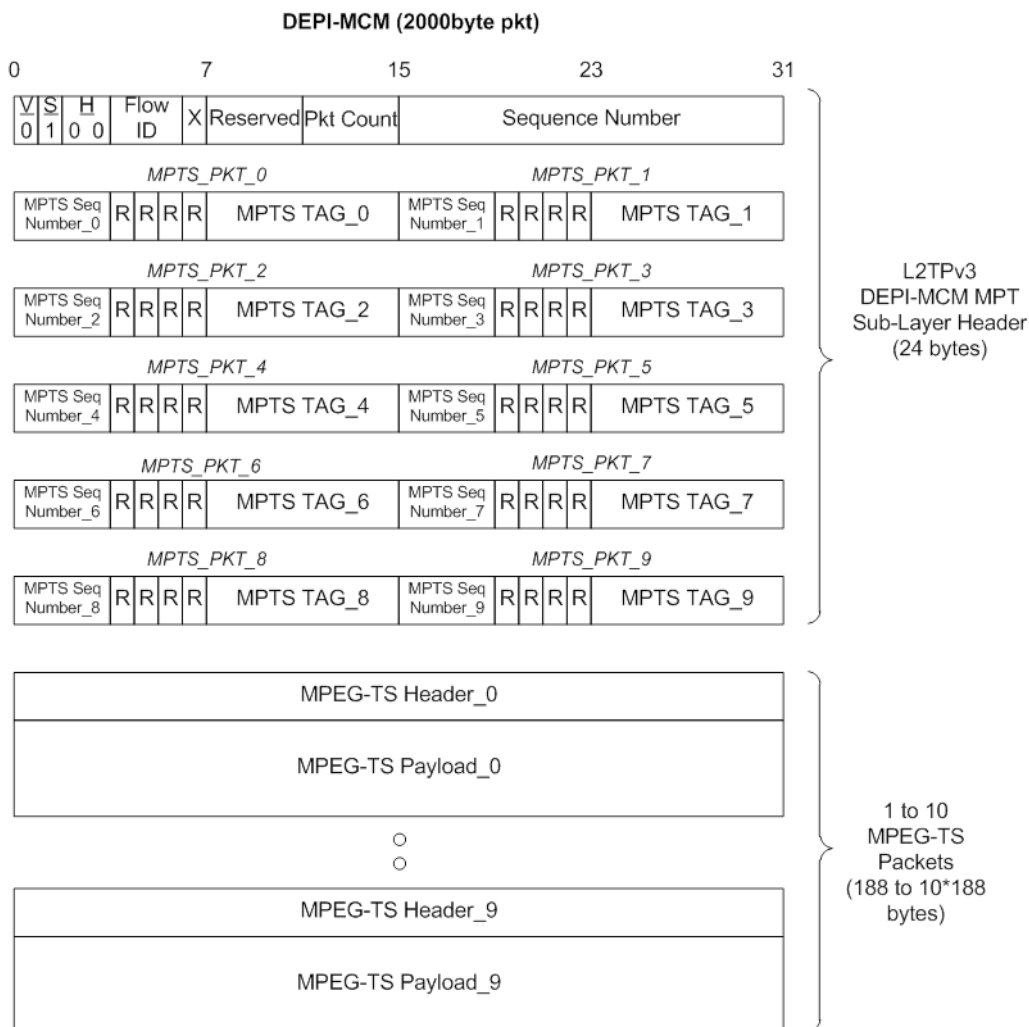 DEPI-MCM (2000byte pkt)
0 7 15 23 31
V S H Flow X Reserved Pkt Count Sequence Number
0 1 0 0 ID
MPTS_PKT_0 MPTS_PKT_1
MPTS Seq R R R R MPTS TAG_0 MPTS Seq R R R R MPTS TAG_1
Number_0 Number_1
MPTS_PKT_2 MPTS_PKT_3
MPTS Seq R R R R MPTS TAG_2 MPTS Seq R R R R MPTS TAG_3
Number_2 Number_3
MPTS_PKT_4 MPTS_PKT_5
MPTS Seq R R R R MPTS TAG_4 MPTS Seq R R R R MPTS TAG_5
Number_4 Number_5
MPTS_PKT_6 MPTS_PKT_7
MPTS Seq R R R R MPTS TAG_6 MPTS Seq R R R R MPTS TAG_7
Number_6 Number_7
MPTS_PKT_8 MPTS_PKT_9
MPTS Seq R R R R MPTS TAG_8 MPTS Seq R R R R MPTS TAG_9
Number_8 Number_9
L2TPv3
DEPI-MCM MPT
Sub-Layer Header
(24 bytes)
MPEG-TS Header_0
MPEG-TS Payload_0
MPEG-TS Header_9
MPEG-TS Payload_9
1 to 10
MPEG-TS
Packets
(188 to 10*188
bytes)